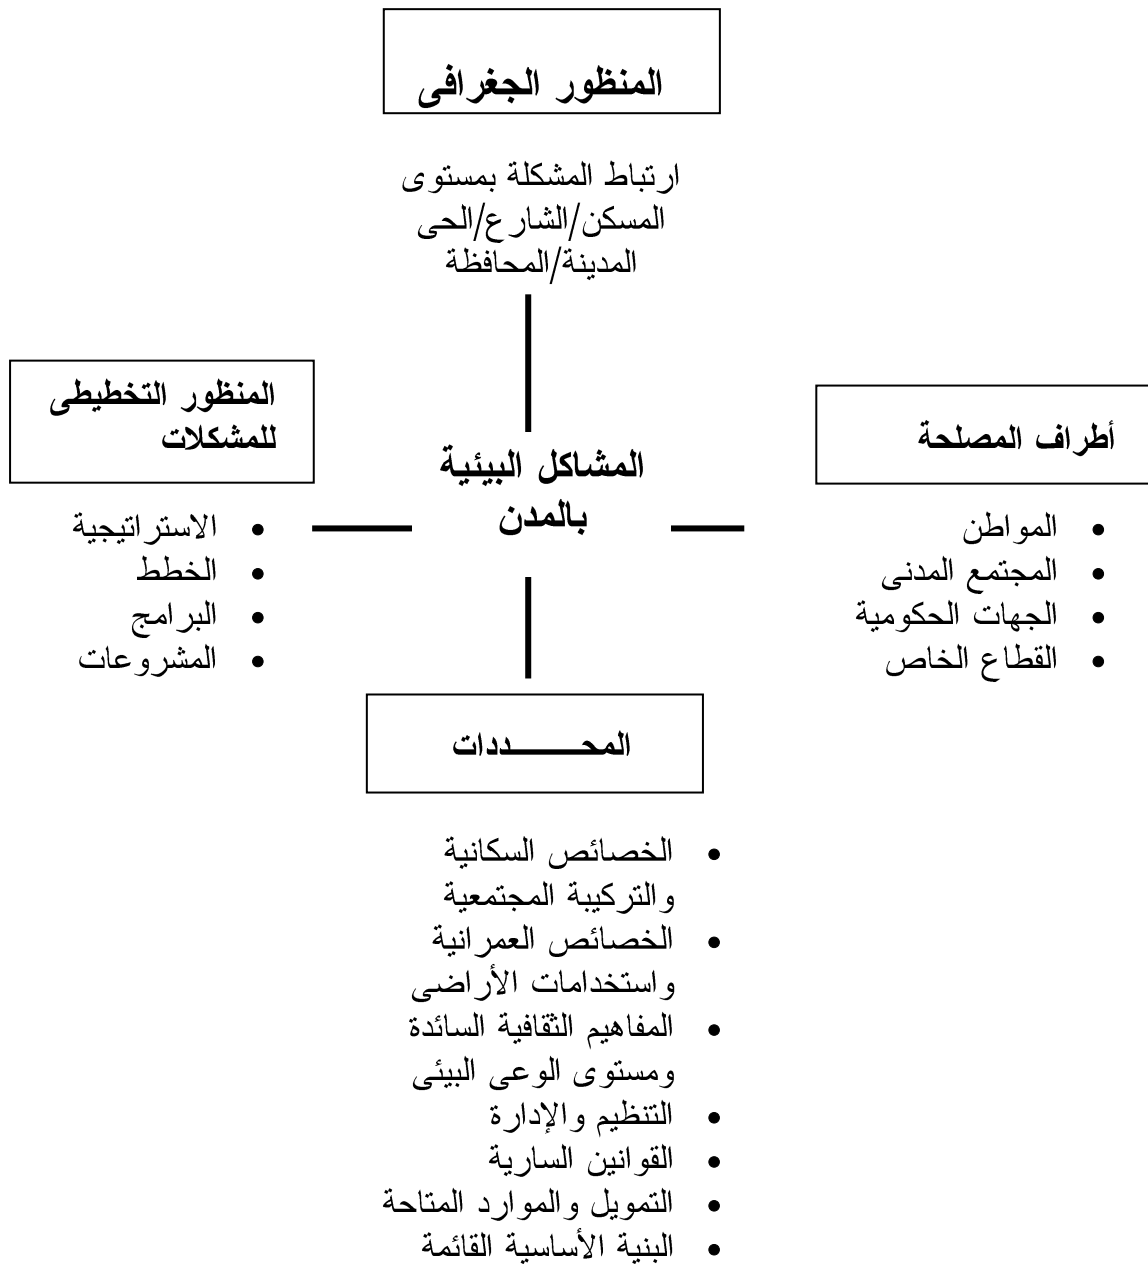 المنظور الجغرافى
ارتباط المشكلة بمستوى
المسكن/الشارع/الحى
المدينة/المحافظة
أطراف المصلحة
• المواطن
• المجتمع المدنى
• الجهات الحكومية
• القطاع الخاص
المشاكل البيئية
بالمدن
المنظور التخطيطى
للمشكلات
• الاستراتيجية
• الخطط
• البرامج
• المشروعات
المحـــــــــددات
• الخصائص السكانية
والتركيبة المجتمعية
• الخصائص العمرانية
واستخدامات الأراضى
• المفاهيم الثقافية السائدة
ومستوى الوعى البيئى
• التنظيم والإدارة
• القوانين السارية
• التمويل والموارد المتاحة
• البنية الأساسية القائمة